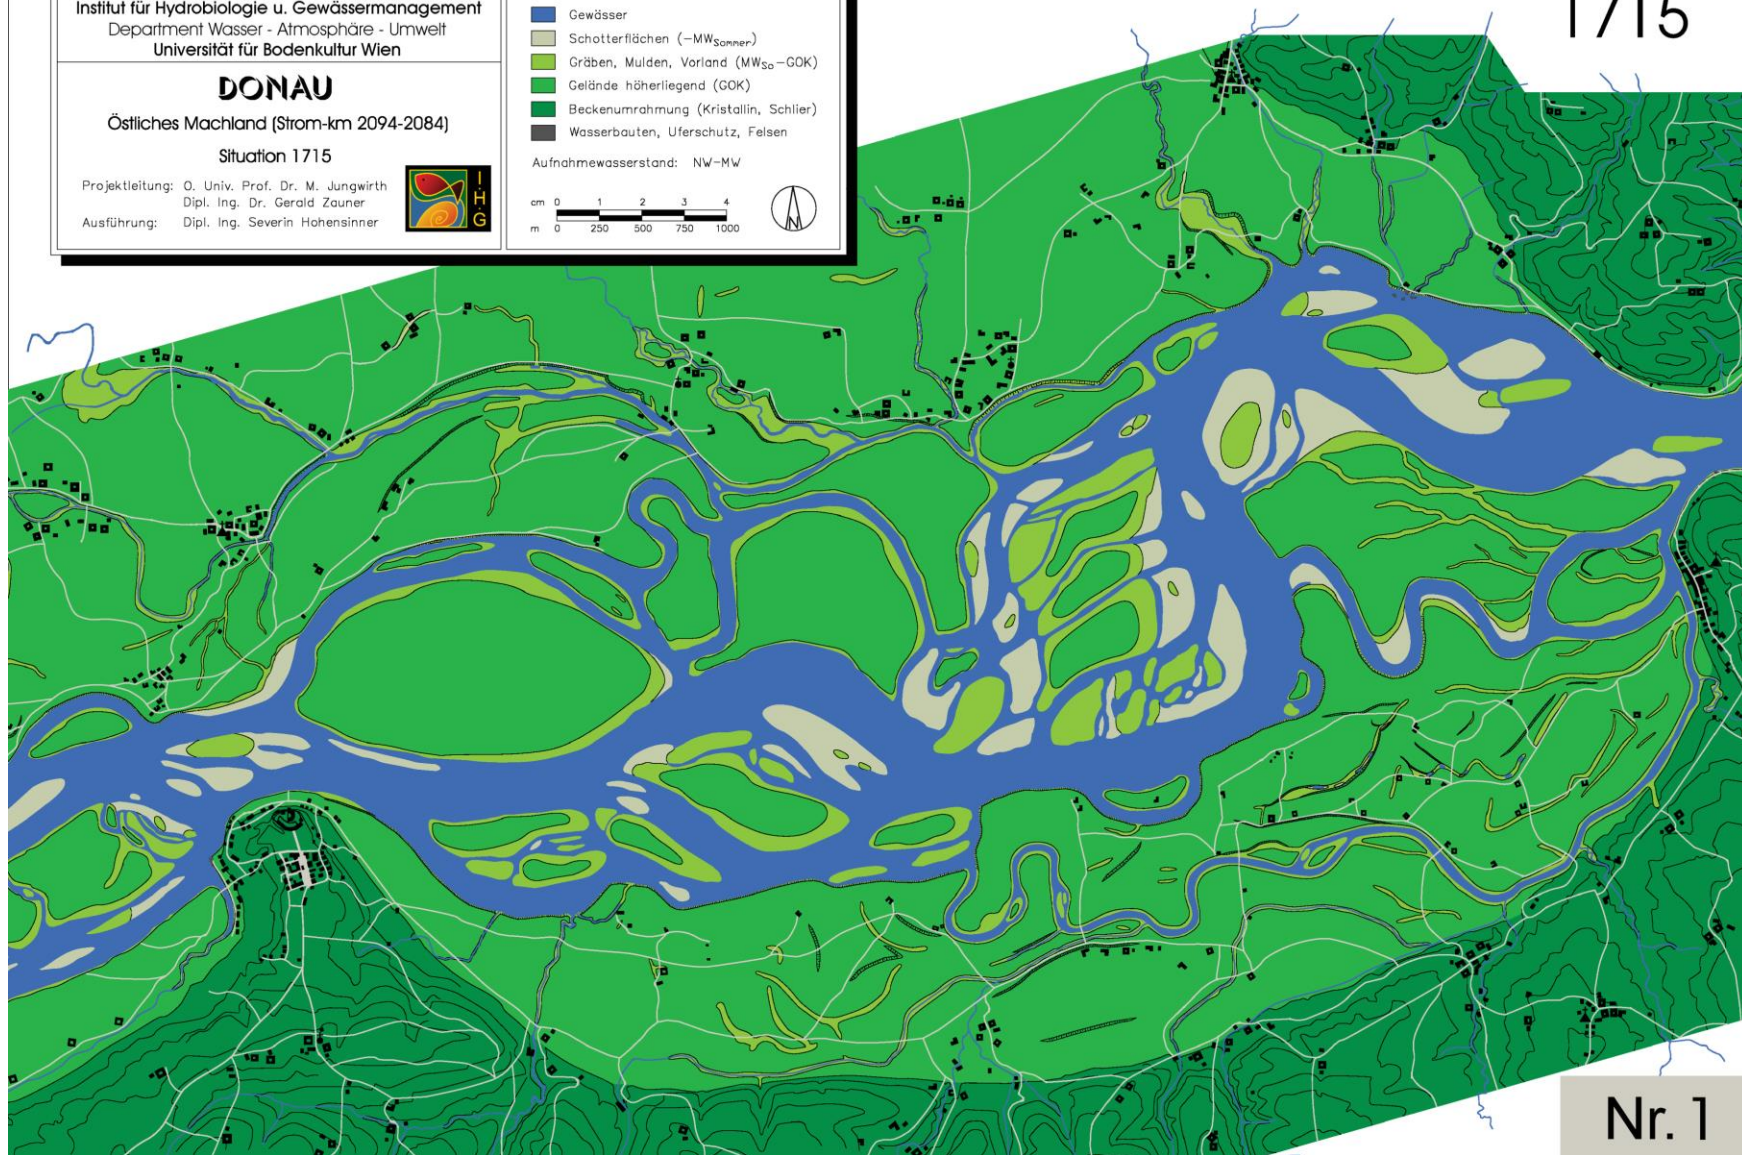 Institut für Hydrobiologie u. Gewässermanagement
Department Wasser - Atmosphäre - Umwelt
Universität für Bodenkultur Wien
DONAU
Östliches Machland (Strom-km 2094-2084)
Situation 1715
Projektleitung: O. Univ. Prof. Dr. M. Jungwirth
Dipl. Ing. Dr. Gerald Zauner
Ausführung: Dipl. Ing. Severin Hohensinner
I.H.G
Gewässer
Schotterflächen (-MWSommer)
Gräben, Mulden, Vorland (MWSo-GOK)
Gelände höherliegend (GOK)
Beckenumrahmung (Kristallin, Schlier)
Wasserbauten, Uferschutz, Felsen
Aufnahmewasserstand: NW-MW
cm 0 1 2 3 4
m 0 250 500 750 1000
N
1715
Nr. 1